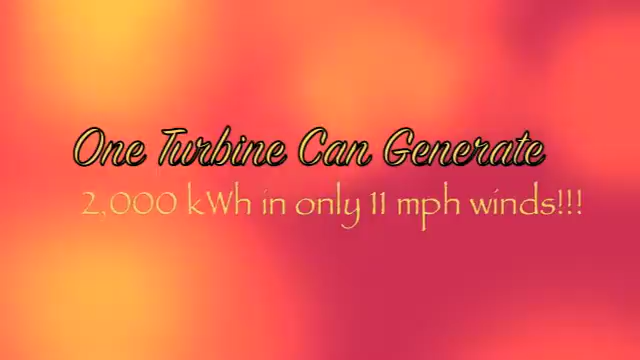 One Turbine Can Generate
2,000 kWh in only 11 mph winds!!!